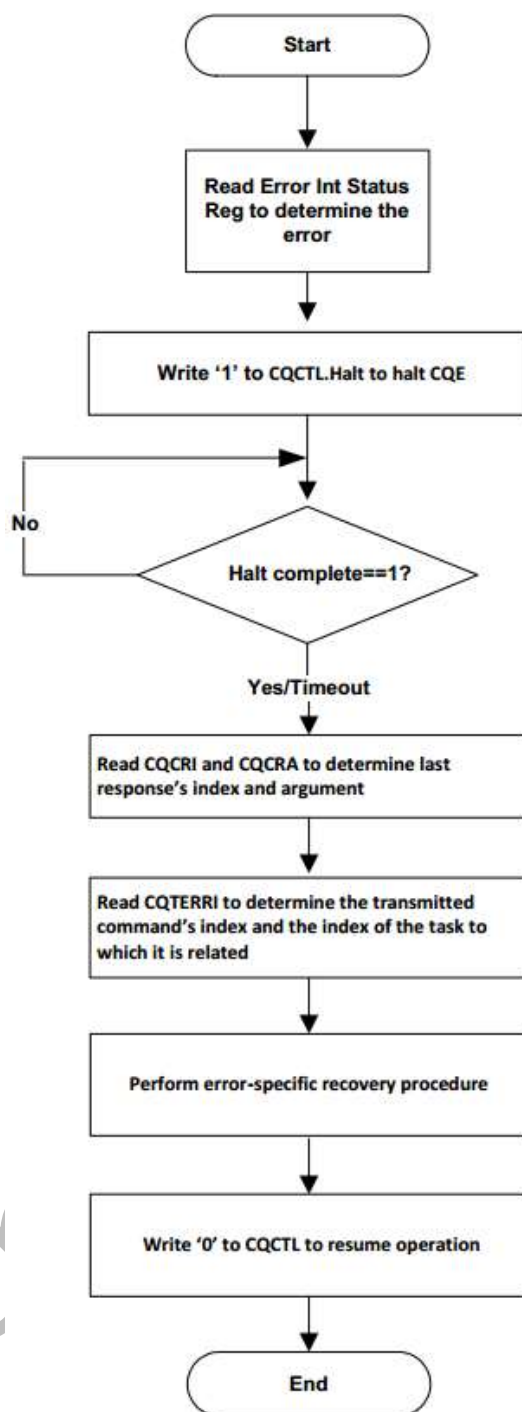 Start
Read Error Int Status
Reg to determine the
error
Write ‘1’ to CQCTL.Halt to halt CQE
No
Halt complete==1?
Yes/Timeout
Read CQCRI and CQCRA to determine last
response’s index and argument
Read CQTERRI to determine the transmitted
command’s index and the index of the task to
which it is related
Perform error-specific recovery procedure
Write ‘0’ to CQCTL to resume operation
End